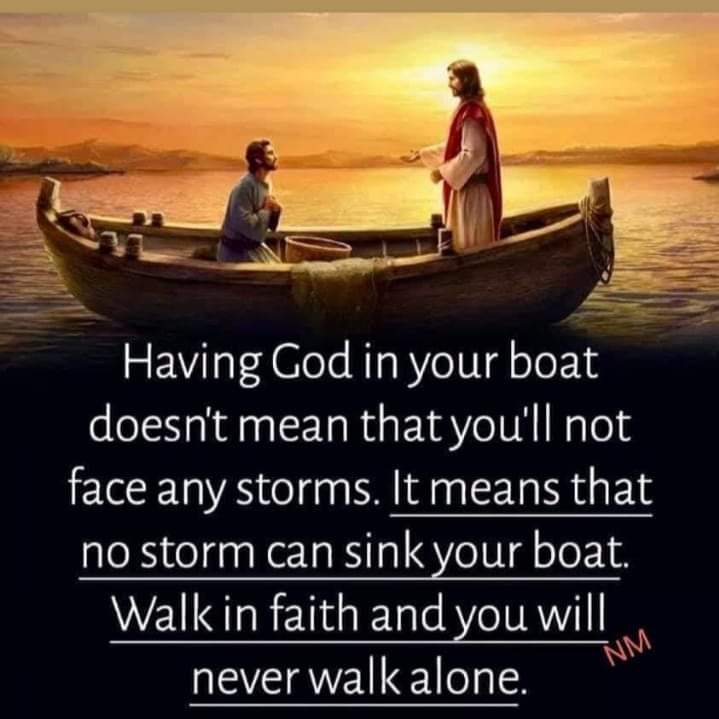 Having God in your boat
doesn't mean that you'll not
face any storms. It means that
no storm can sink your boat.
Walk in faith and you will
NM
never walk alone.